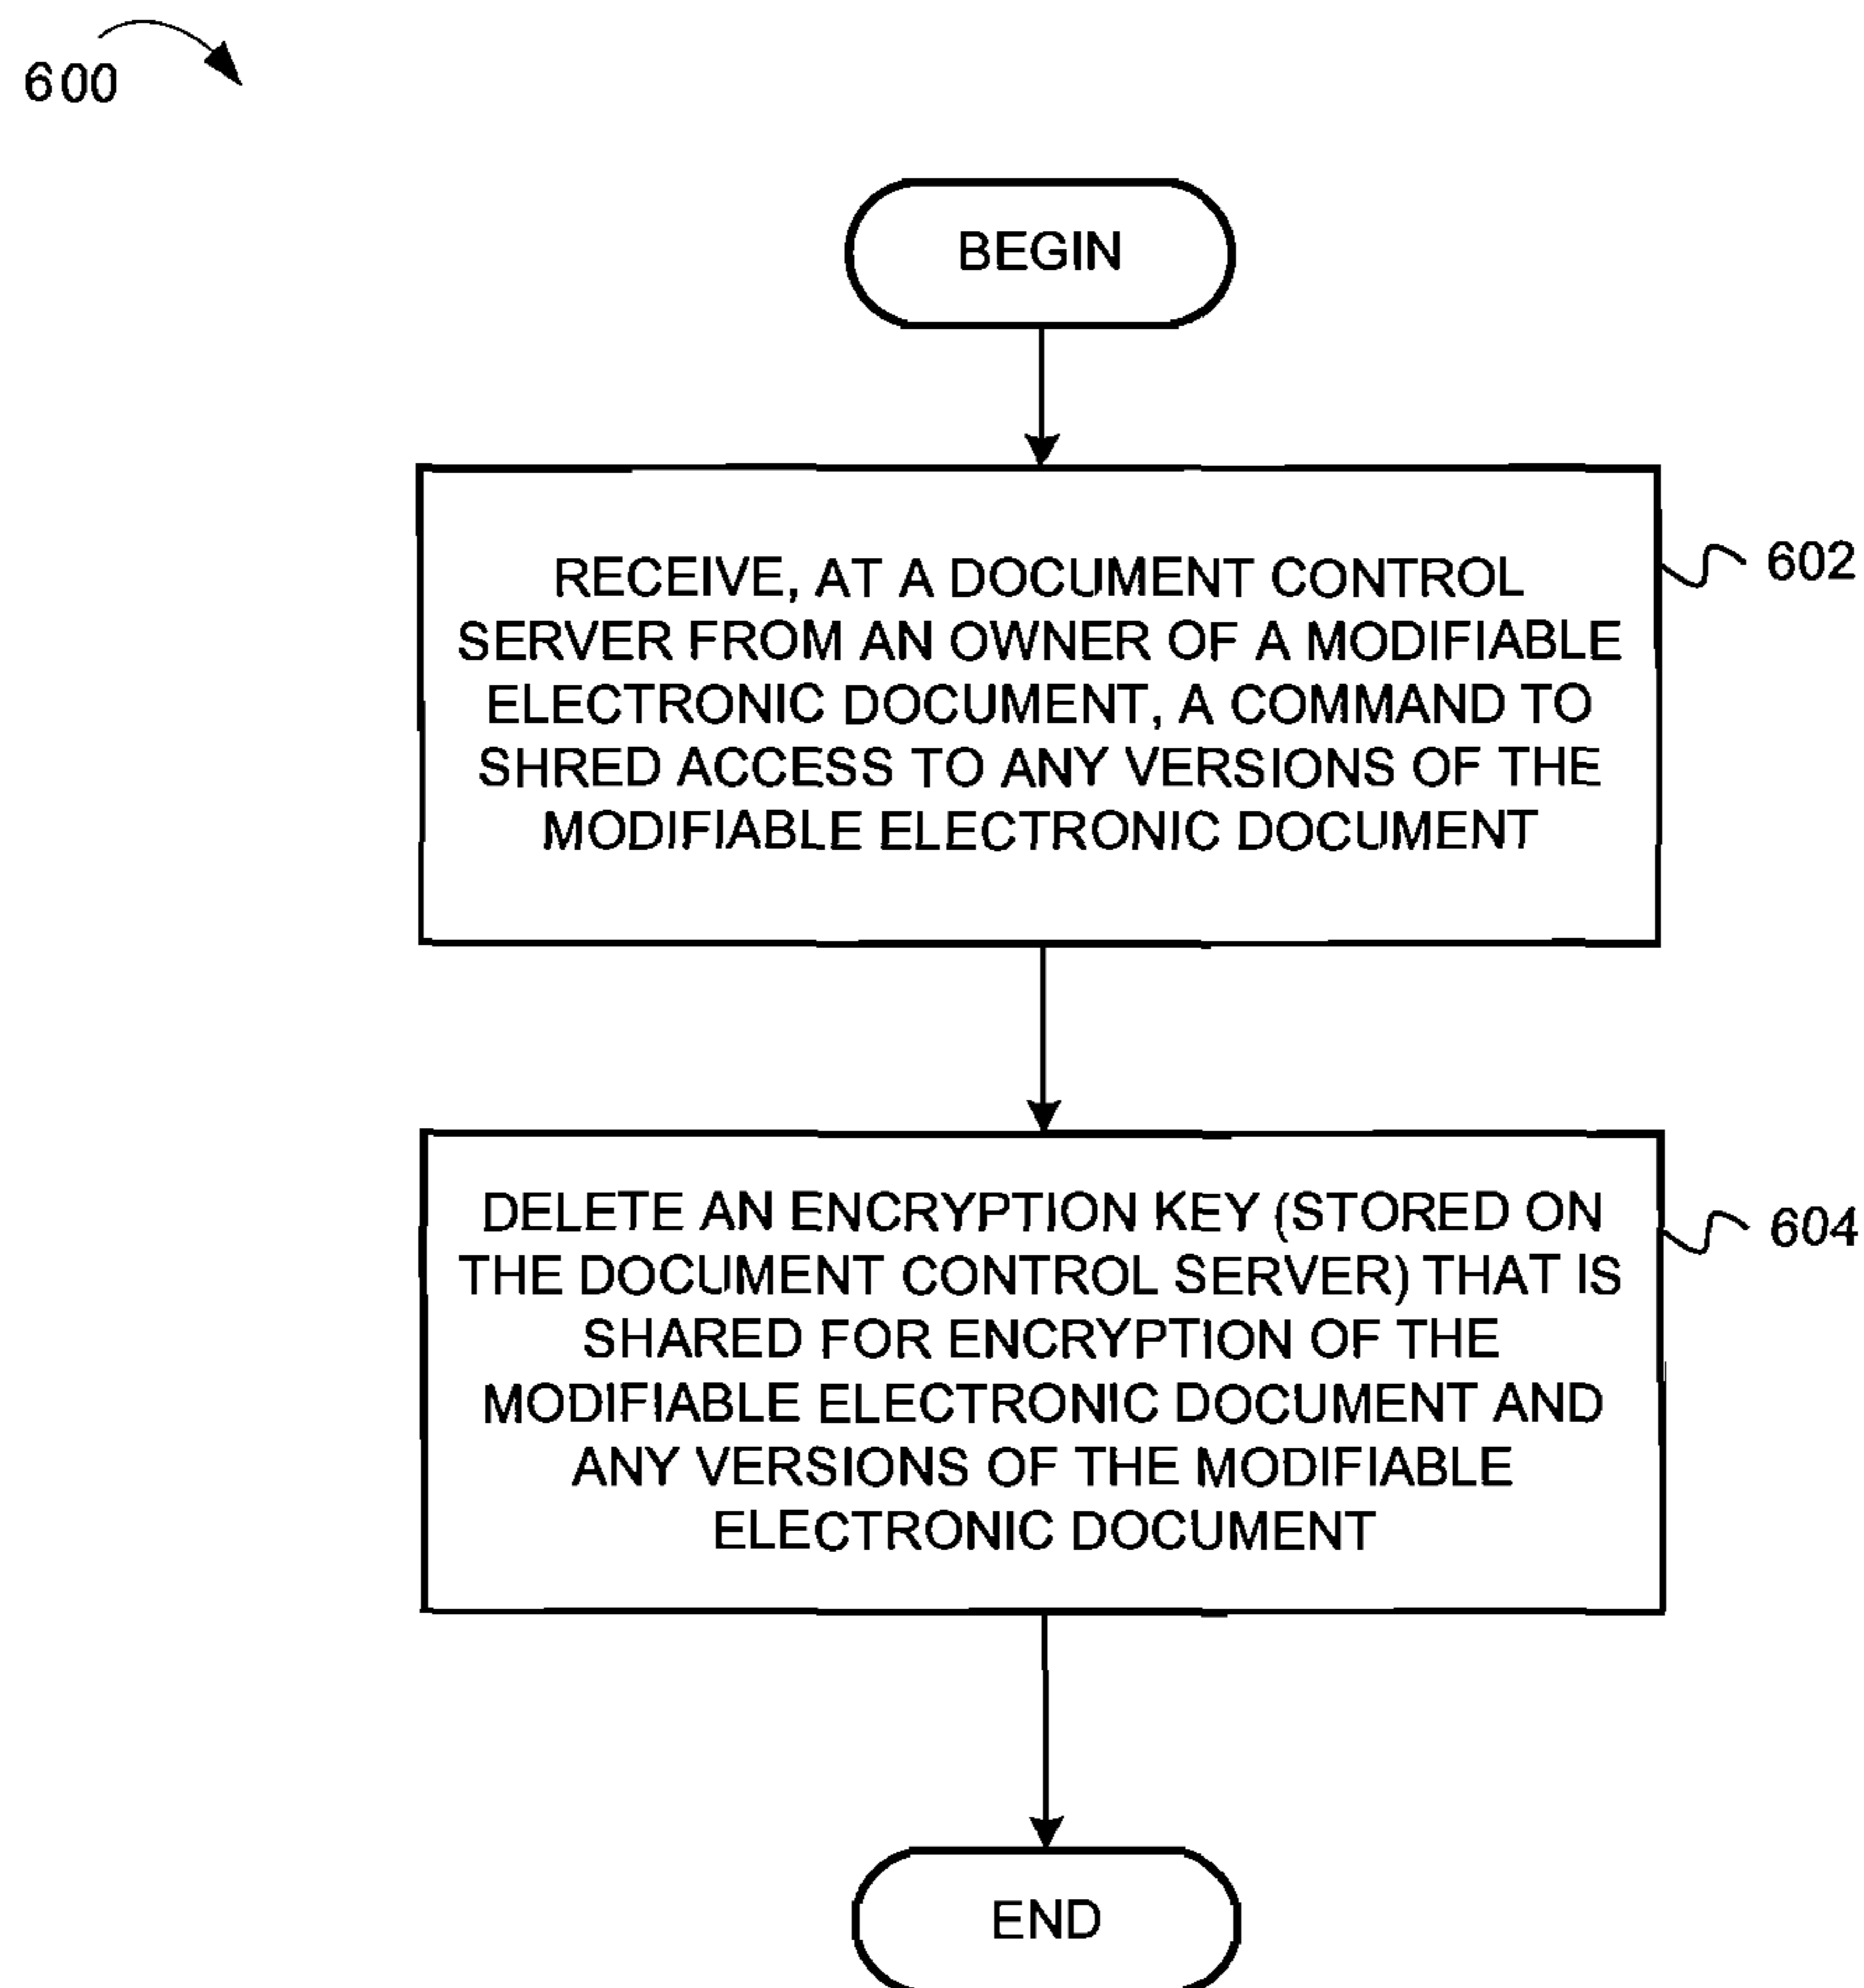 600
BEGIN
RECEIVE, AT A DOCUMENT CONTROL
SERVER FROM AN OWNER OF A MODIFIABLE
ELECTRONIC DOCUMENT, A COMMAND TO
SHRED ACCESS TO ANY VERSIONS OF THE
MODIFIABLE ELECTRONIC DOCUMENT
602
DELETE AN ENCRYPTION KEY (STORED ON
THE DOCUMENT CONTROL SERVER) THAT IS
SHARED FOR ENCRYPTION OF THE
MODIFIABLE ELECTRONIC DOCUMENT AND
ANY VERSIONS OF THE MODIFIABLE
ELECTRONIC DOCUMENT
604
END